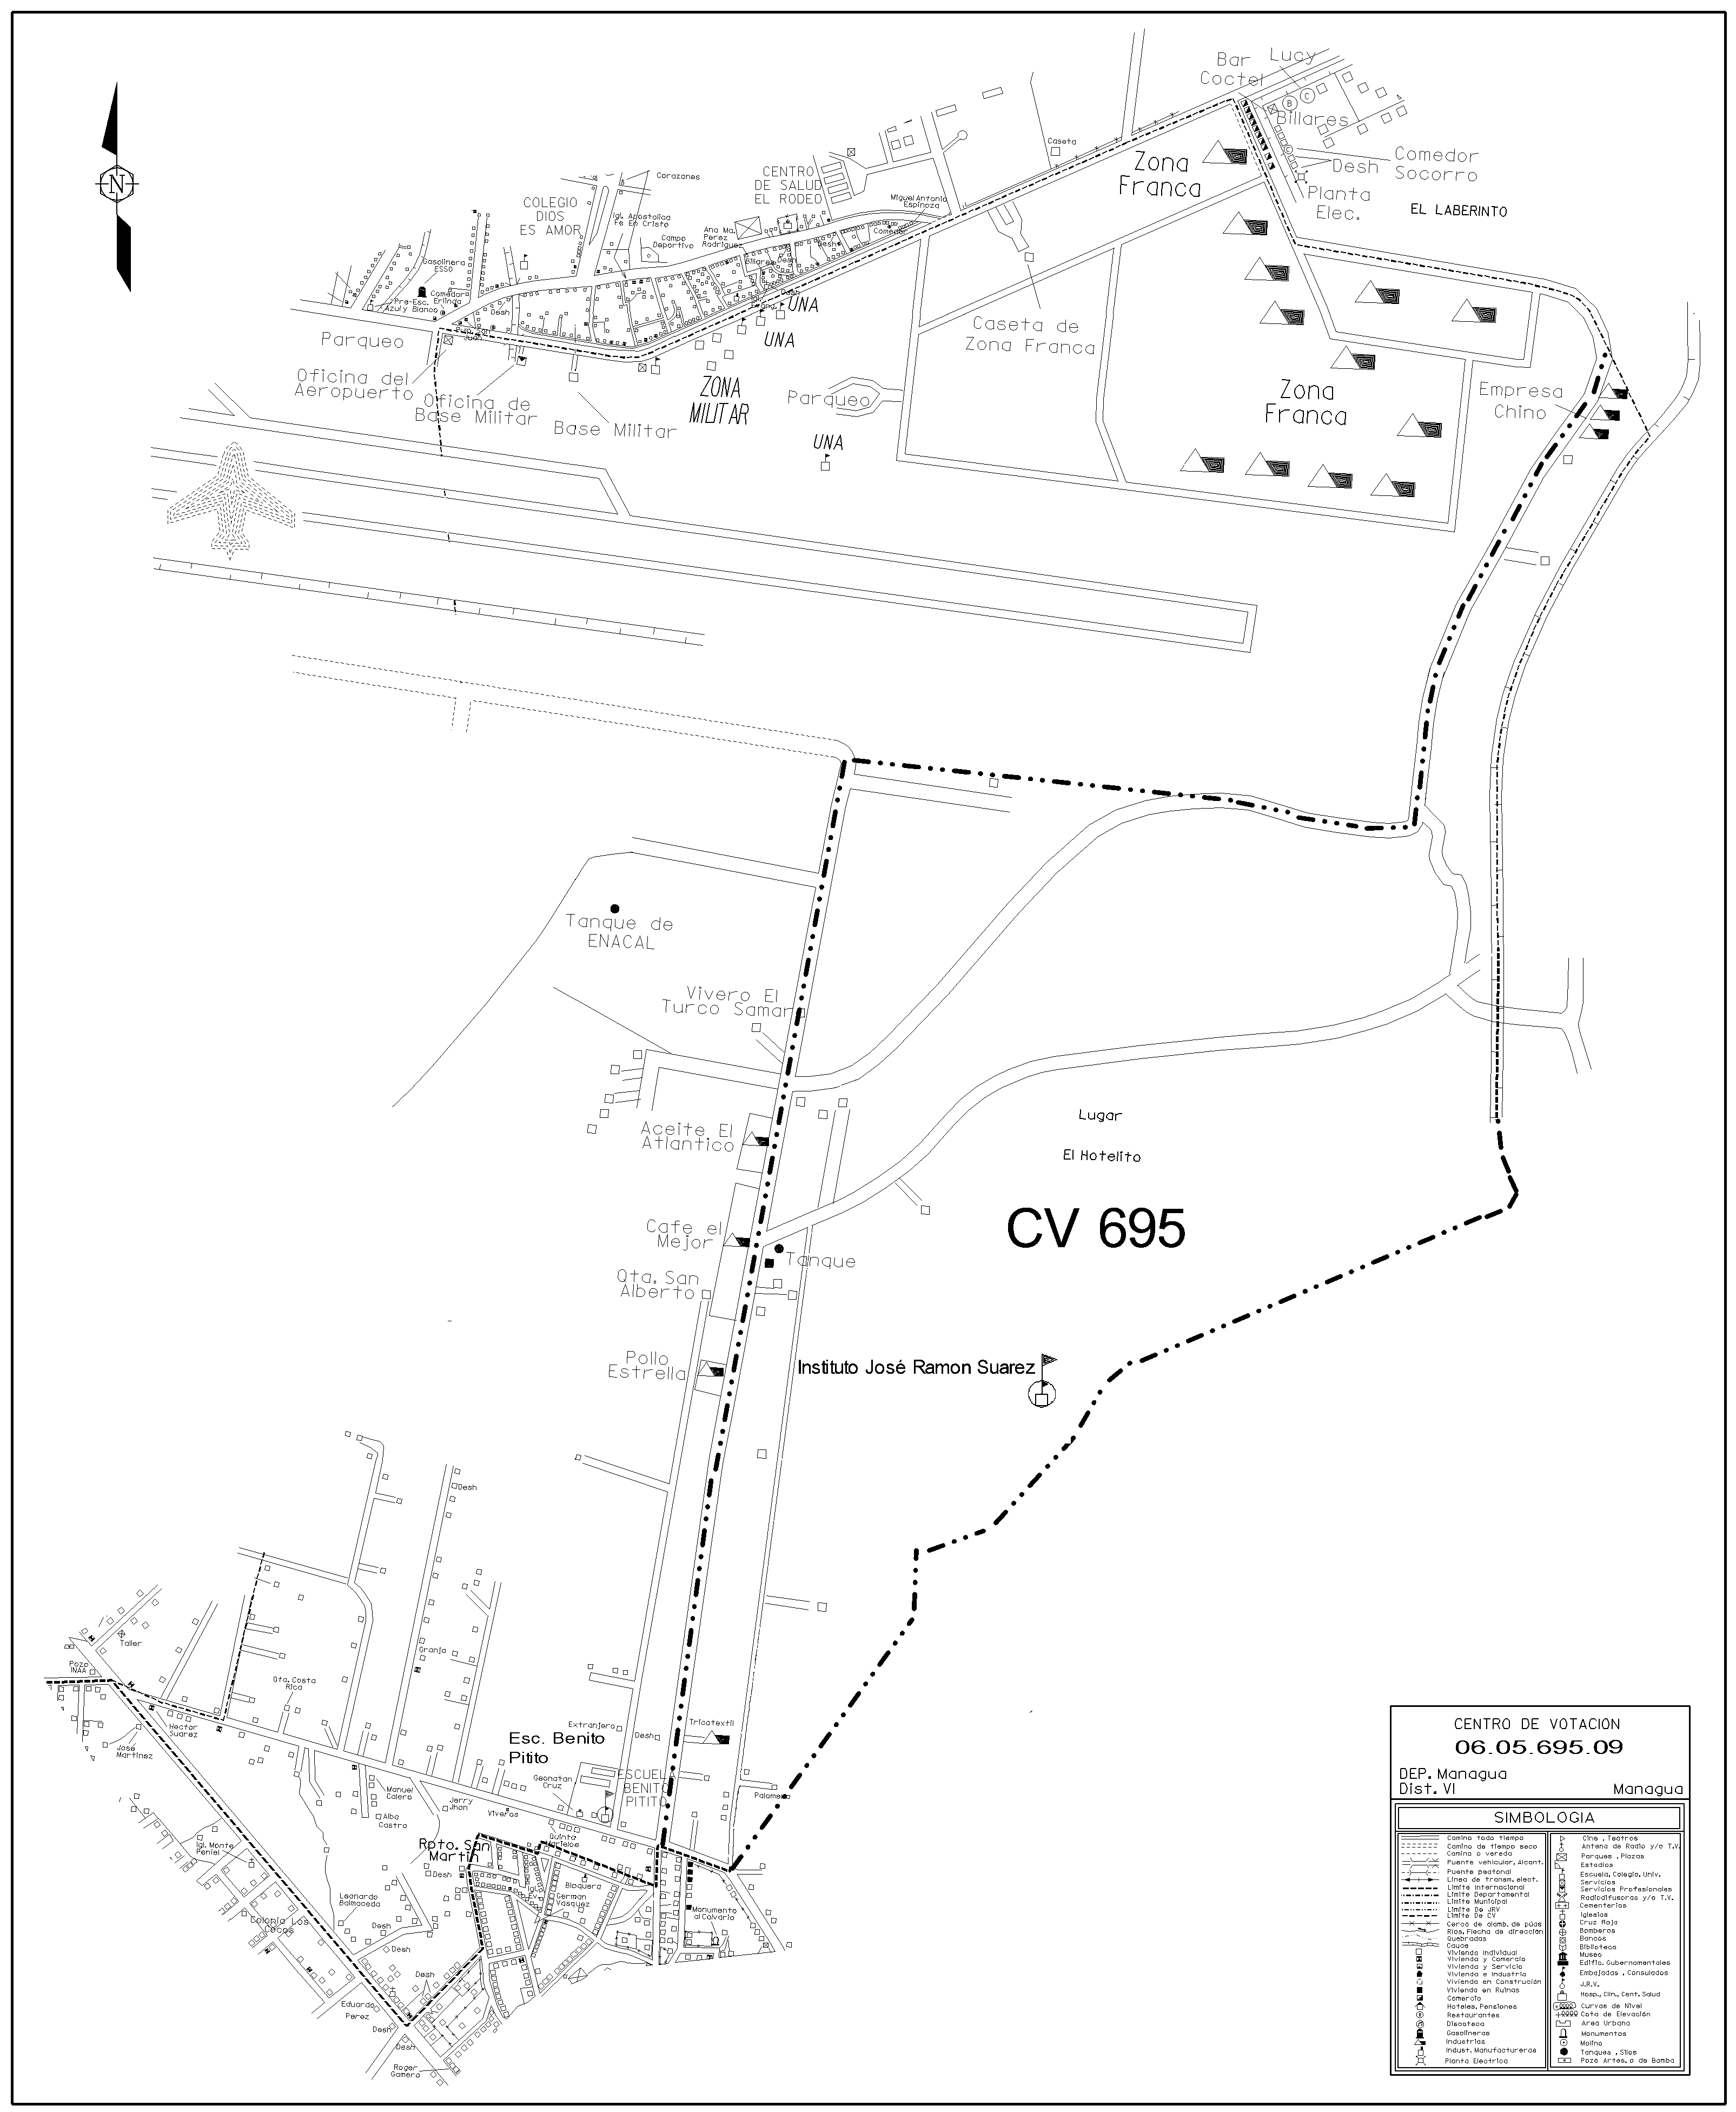 Bar Lucy
Coctel
Billares
Caseta
Zona
Franca
Comedor
Socorro
Desh
Planta
Elec.
EL LABERINTO
CENTRO
DE SALUD
EL RODEO
Corazones
COLEGIO
DIOS
ES AMOR
Igl. Apostolica
Fe En Cristo
Miguel Antonio
Espinoza
Ana Ma.
Perez
Rodriguez
Campo
Deportivo
Comedor
Desh
Gasolinera
ESSO
Billares
Desh
Comedor
Erlinda
Pre-Esc.
Azul y Blanco
Desh
UNA
UNA
Parqueo
Caseta de
Zona Franca
Oficina del
Aeropuerto
Oficina de
Base Militar
Base Militar
ZONA
MILITAR
Parqueo
Zona
Franca
Empresa
Chino
UNA
Tanque de
ENACAL
Vivero El
Turco Samar
Lugar
El Hotelito
Aceite El
Atlantico
CV 695
Cafe el
Mejor
Tanque
Qta. San
Alberto
Pollo
Estrella
Instituto José Ramon Suarez
Desh
Taller
Granja
Pozo
INAA
Qta. Costa
Rica
Hector
Suarez
Jose
Martinez
Extranjero
Desh
Tricotextil
Esc. Benito
Pitito
Geonatan
Cruz
ESCUELA
BENITO
PITITO
Palomera
Manuel
Calero
Jerry
Jhon
Viveros
Alba
Castro
Quinta
Marielos
Igl. Monte
Peniel
Rpto. San
Martin
Desh
Desh
Bloquera
German
Vasquez
Igl.
Ev.
Leonardo
Balmaceda
Monumento
al Calvario
Colonia Los
Cocos
Desh
Desh
Desh
Eduardo
Perez
Desh
Desh
Roger
Gamera
CENTRO DE VOTACION
06.05.695.09
DEP. Managua
Dist. VI Managua
SIMBOLOGIA
Camino todo tiempo
Camino de tiempo seco
Camino o vereda
Puente vehicular, Alcant.
Puente peatonal
Linea de transm. elect.
Limite Internacional
Limite Departamental
Limite Municipal
Limite De JRV
Limite De CV
Cerca de alamb. de púas
Rios, Flecha de dirección
Quebradas
Cauce
Vivienda Individual
Vivienda y Comercio
Vivienda y Servicio
Vivienda e Industria
Vivienda en Construción
Vivienda en Ruinas
Comercio
Hoteles, Pensiones
Restaurantes
Discoteca
Gasolineras
Industrias
Indust. Manufactureras
Planta Electrica
Cine , Teatros
Antena de Radio y/o T.V.
Parques , Plazas
Estadios
Escuela, Colegio, Univ.
Servicios
Servicios Profesionales
Radiodifusoras y/o T.V.
Cementerios
Iglesias
Cruz Roja
Bomberos
Bancos
Biblioteca
Museo
Edific. Gubernamentales
Embajadas , Consulados
J.R.V.
Hosp., Clin., Cent. Salud
Curvas de Nivel
Cota de Elevación
Area Urbana
Monumentos
Molino
Tanques , Silos
Pozo Artes. o de Bomba